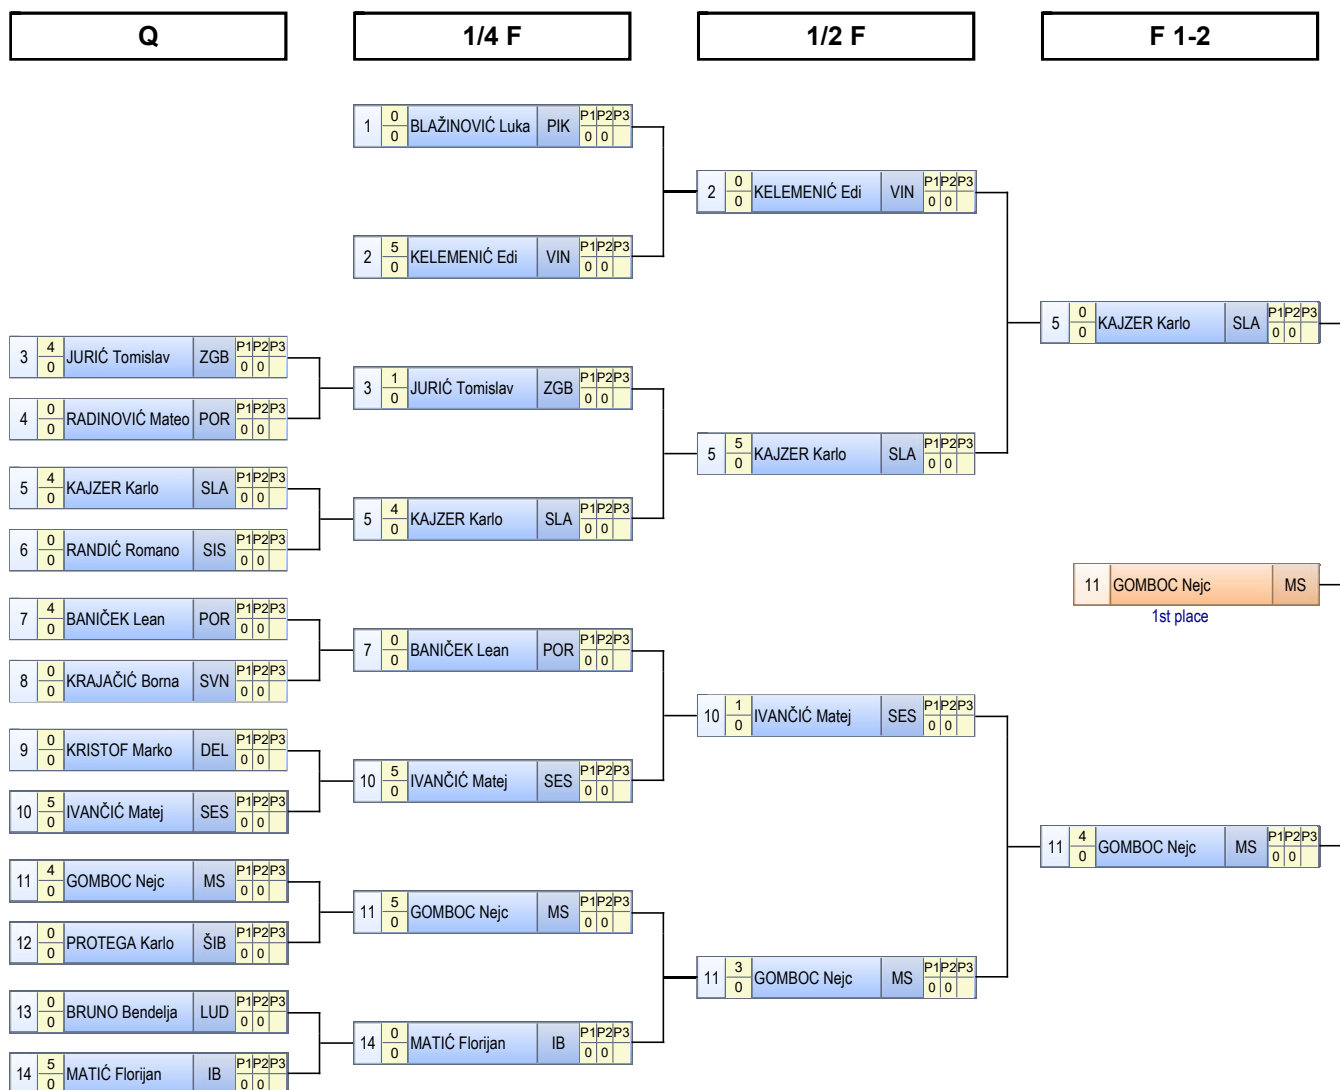 Q 1/4 F 1/2 F F 1-2
1 0 0 BLAŽINOVIĆ Luka PIK P1 P2 P3 0 0
2 5 0 KELEMENIĆ Edi VIN P1 P2 P3 0 0
2 0 0 KELEMENIĆ Edi VIN P1 P2 P3 0 0
3 4 0 JURIĆ Tomislav ZGB P1 P2 P3 0 0
4 0 0 RADINOVIĆ Mateo POR P1 P2 P3 0 0
5 4 0 KAJZER Karlo SLA P1 P2 P3 0 0
6 0 0 RANDIĆ Romano SIS P1 P2 P3 0 0
7 4 0 BANIČEK Lean POR P1 P2 P3 0 0
8 0 0 KRAJAČIĆ Borna SVN P1 P2 P3 0 0
9 0 0 KRISTOF Marko DEL P1 P2 P3 0 0
10 5 0 IVANČIĆ Matej SES P1 P2 P3 0 0
11 4 0 GOMBOC Nejc MS P1 P2 P3 0 0
12 0 0 PROTEGA Karlo ŠIB P1 P2 P3 0 0
13 0 0 BRUNO Bendelja LUD P1 P2 P3 0 0
14 5 0 MATIĆ Florijan IB P1 P2 P3 0 0
3 1 0 JURIĆ Tomislav ZGB P1 P2 P3 0 0
5 4 0 KAJZER Karlo SLA P1 P2 P3 0 0
7 0 0 BANIČEK Lean POR P1 P2 P3 0 0
10 5 0 IVANČIĆ Matej SES P1 P2 P3 0 0
11 5 0 GOMBOC Nejc MS P1 P2 P3 0 0
14 0 0 MATIĆ Florijan IB P1 P2 P3 0 0
5 5 0 KAJZER Karlo SLA P1 P2 P3 0 0
10 1 0 IVANČIĆ Matej SES P1 P2 P3 0 0
11 3 0 GOMBOC Nejc MS P1 P2 P3 0 0
5 0 0 KAJZER Karlo SLA P1 P2 P3 0 0
11 GOMBOC Nejc MS
1st place
11 4 0 GOMBOC Nejc MS P1 P2 P3 0 0